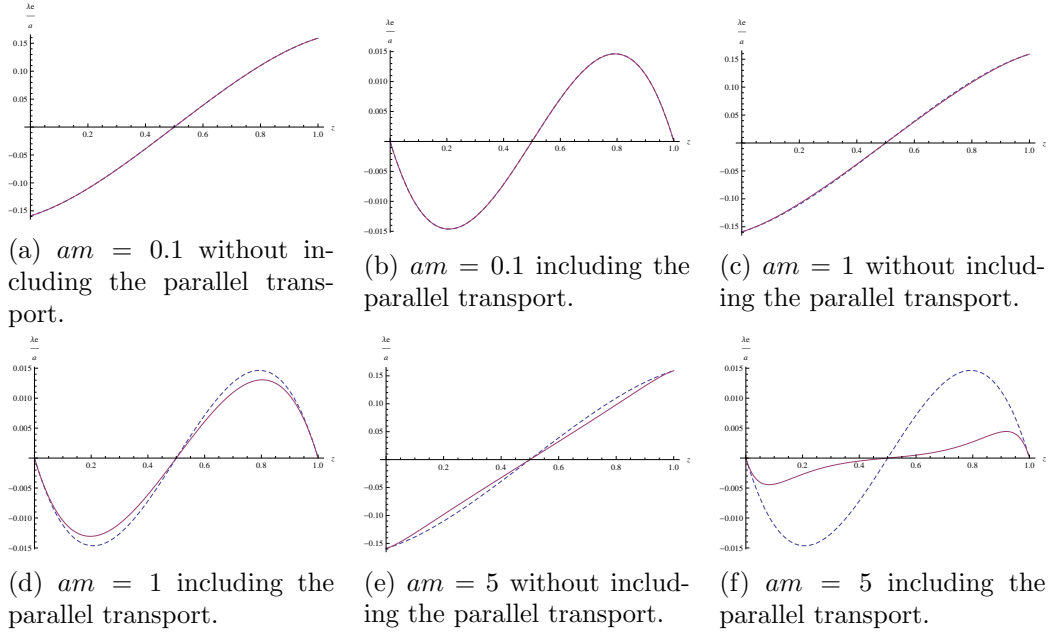 λe
a
0.15
0.10
0.05
0.2 0.4 0.6 0.8 1.0 z
−0.05
−0.10
−0.15
(a) am = 0.1 without in-
cluding the parallel trans-
port.
λe
a
0.015
0.010
0.005
0.2 0.4 0.6 0.8 1.0 z
−0.005
−0.010
−0.015
(b) am = 0.1 including the
parallel transport.
λe
a
0.15
0.10
0.05
0.2 0.4 0.6 0.8 1.0 z
−0.05
−0.10
−0.15
(c) am = 1 without includ-
ing the parallel transport.
λe
a
0.015
0.010
0.005
0.2 0.4 0.6 0.8 1.0 z
−0.005
−0.010
−0.015
(d) am = 1 including the
parallel transport.
λe
a
0.15
0.10
0.05
0.2 0.4 0.6 0.8 1.0 z
−0.05
−0.10
−0.15
(e) am = 5 without includ-
ing the parallel transport.
λe
a
0.015
0.010
0.005
0.2 0.4 0.6 0.8 1.0 z
−0.005
−0.010
−0.015
(f) am = 5 including the
parallel transport.